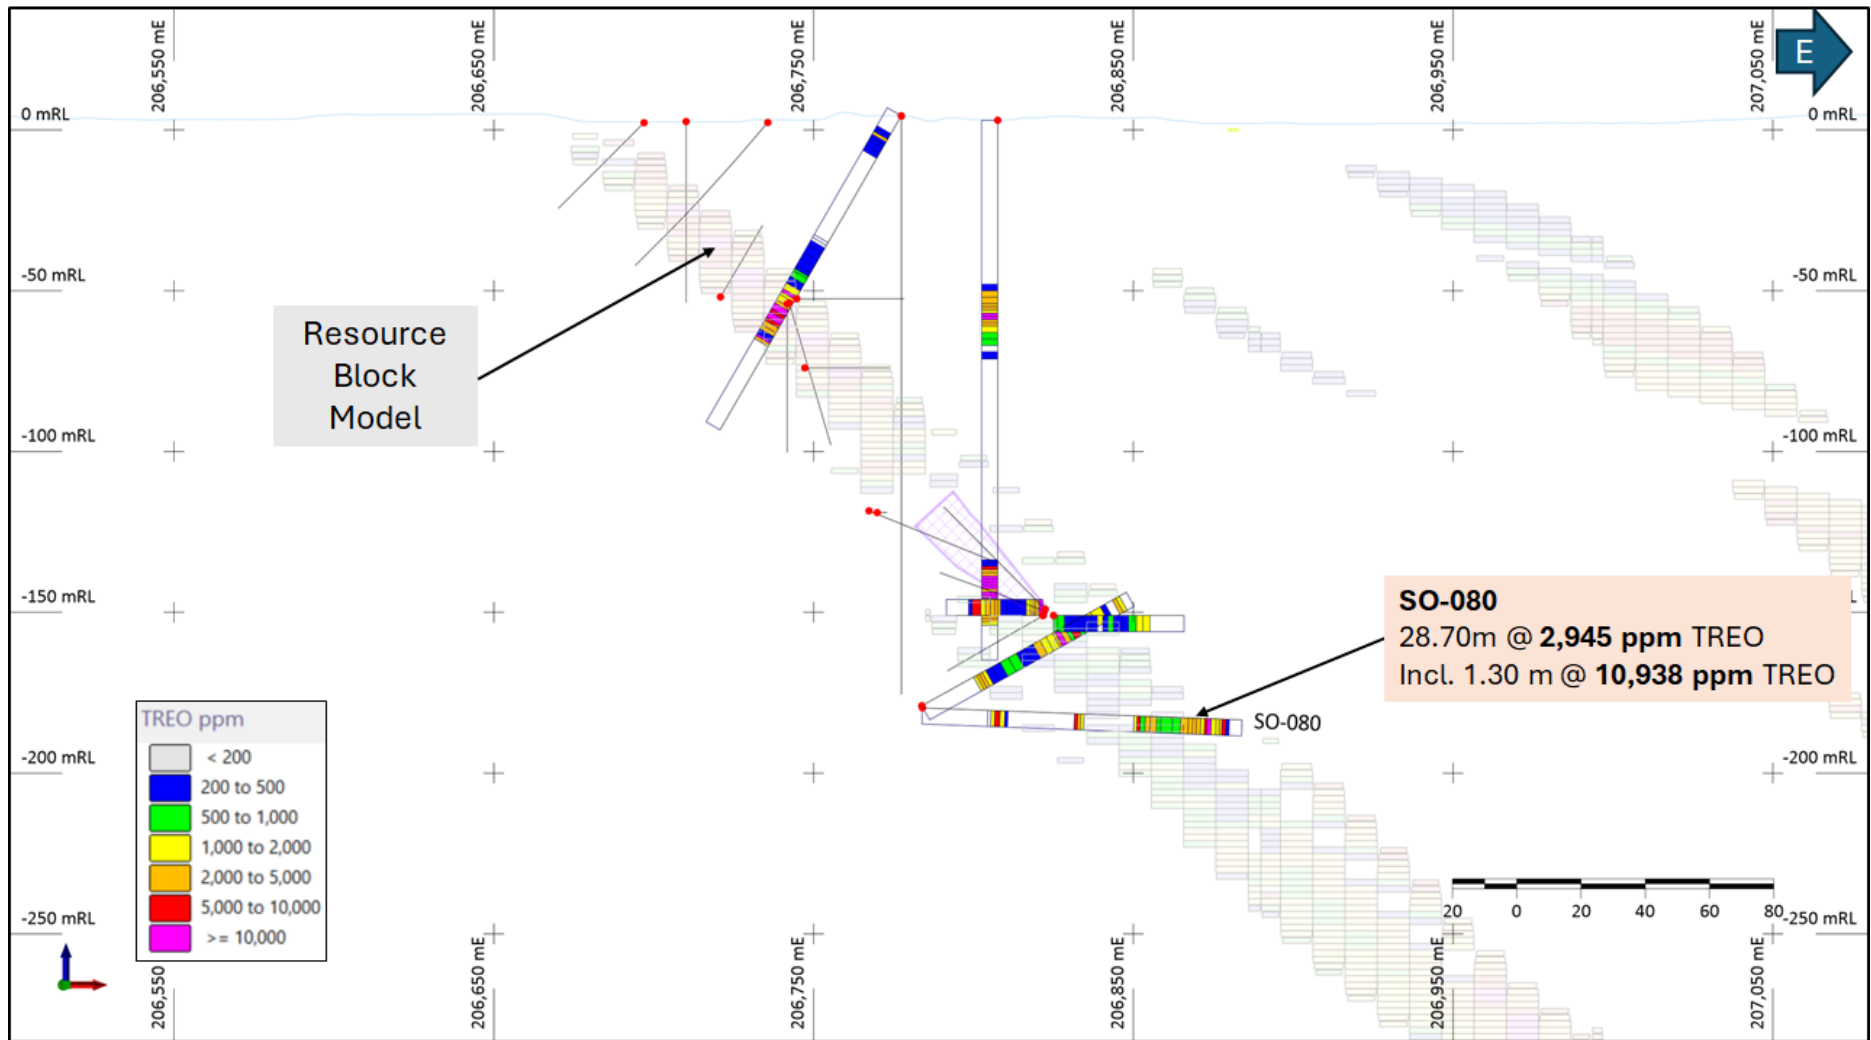 206,550 mE
206,650 mE
206,750 mE
206,850 mE
206,950 mE
207,050 mE
E
0 mRL
0 mRL
-50 mRL
-50 mRL
Resource
Block
Model
-100 mRL
-100 mRL
-150 mRL
SO-080
28.70m @ 2,945 ppm TREO
Incl. 1.30 m @ 10,938 ppm TREO
SO-080
TREO ppm
< 200
200 to 500
500 to 1,000
1,000 to 2,000
2,000 to 5,000
5,000 to 10,000
>= 10,000
-200 mRL
-200 mRL
20 0 20 40 60 80
-250 mRL
-250 mRL
206,550
206,650 mE
206,750 mE
206,850 mE
206,950 mE
207,050 mE